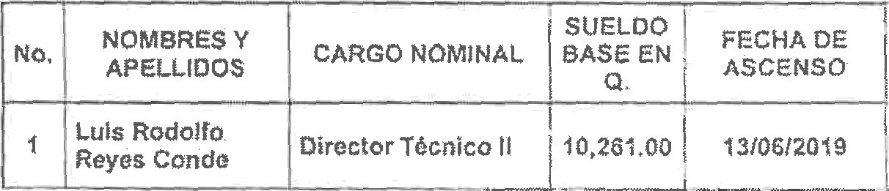 No.
NOMBRES Y
APELLIDOS
CARGO NOMINAL
SUELDO
BASE EN
Q.
FECHA DE
ASCENSO
1
Luis Rodolfo
Reyes Conde
Director Técnico II
10,261.00
13/06/2019